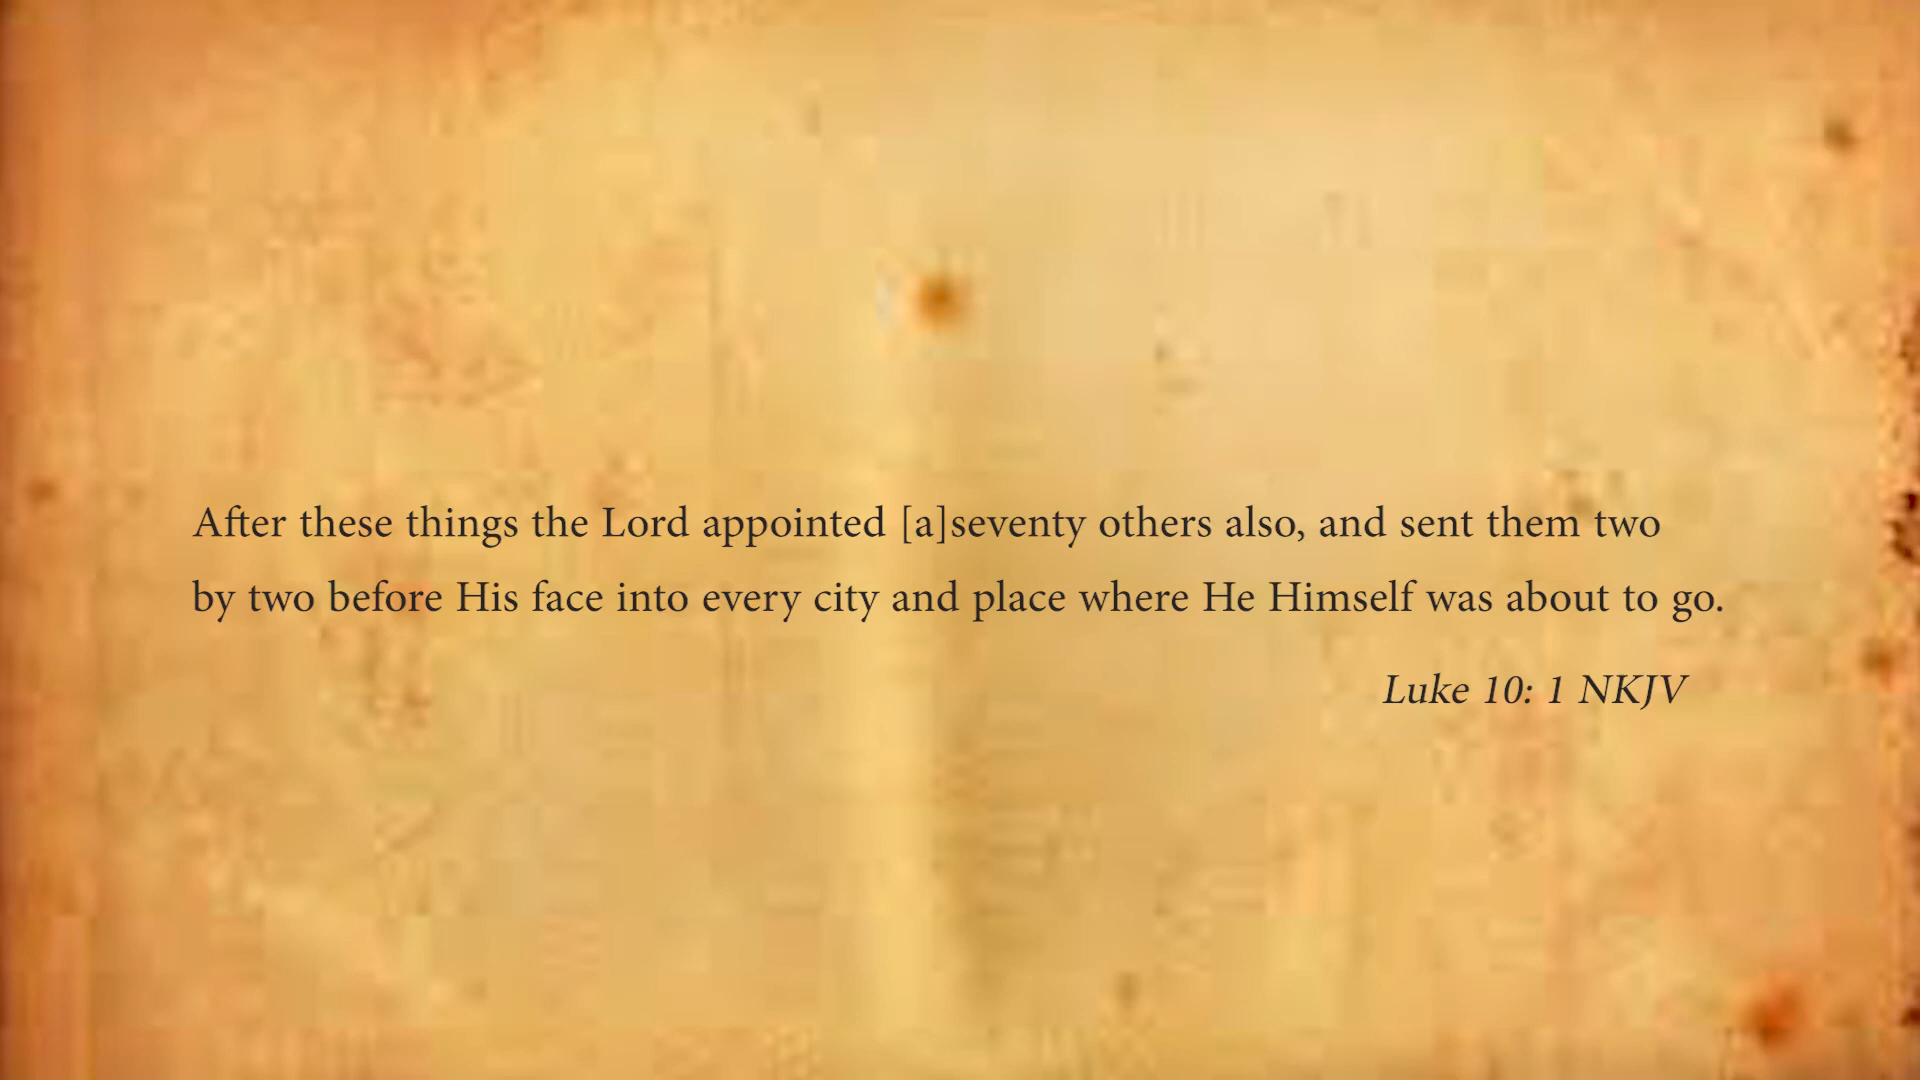 After these things the Lord appointed [a]seventy others also, and sent them two
by two before His face into every city and place where He Himself was about to go.
Luke 10: 1 NKJV